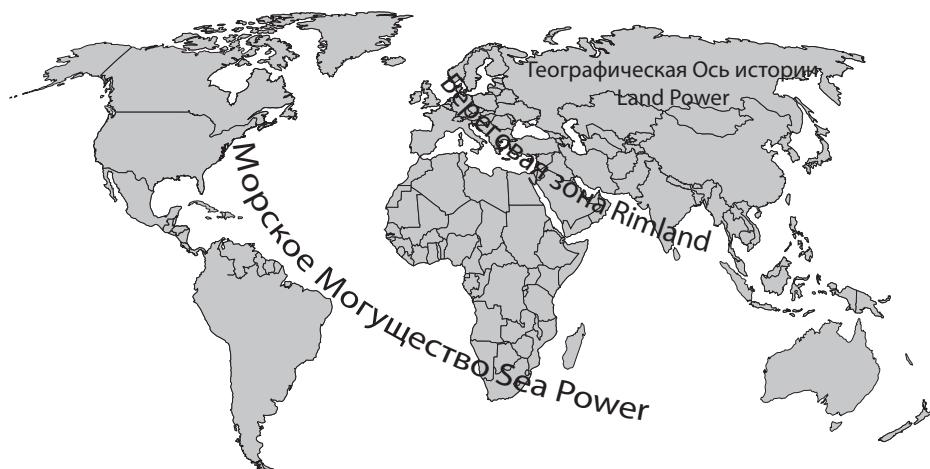 Географическая Ось истории
Land Power
Береговая зона Rimland
Морское Могущество Sea Power